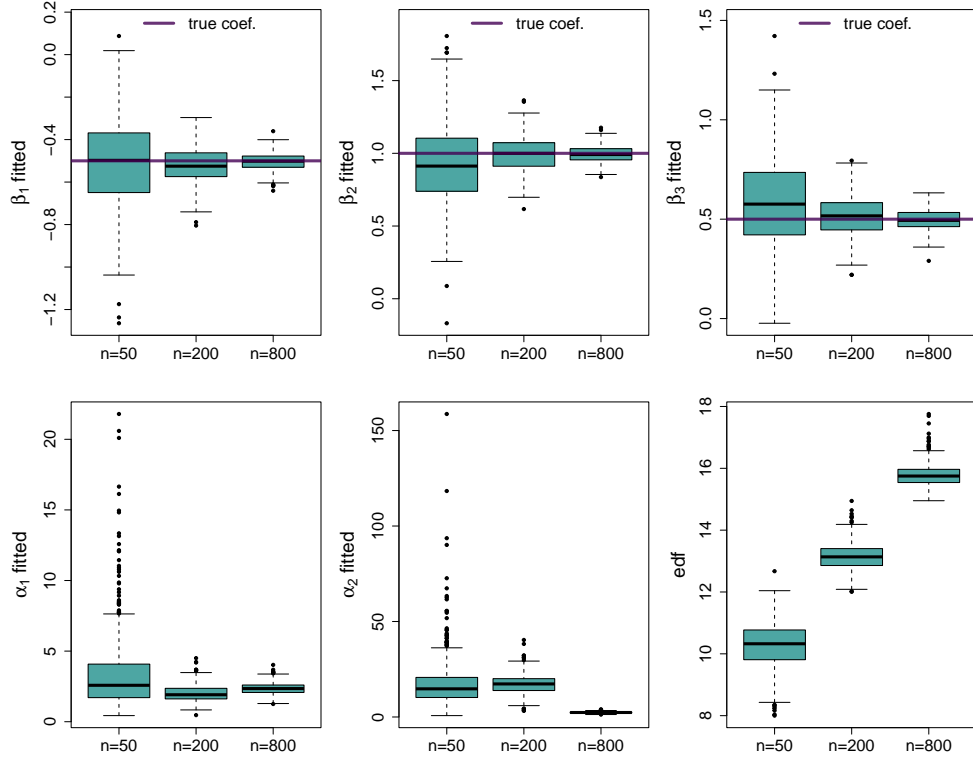 true coef.
true coef.
true coef.
β1 fitted
0.2
0.0
−0.4
−0.8
−1.2
n=50 n=200 n=800
β2 fitted
1.5
1.0
0.5
0.0
n=50 n=200 n=800
β3 fitted
1.5
1.0
0.5
0.0
n=50 n=200 n=800
α1 fitted
20
15
10
5
0
n=50 n=200 n=800
α2 fitted
150
100
50
0
n=50 n=200 n=800
edf
18
16
14
12
10
8
n=50 n=200 n=800